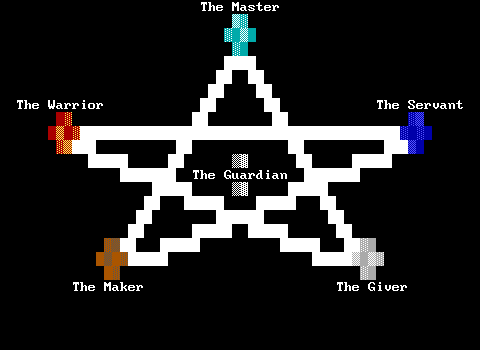 The Master
The Warrior
The Servant
The Guardian
The Maker
The Giver